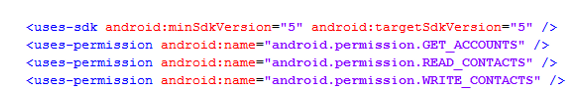 <uses-sdk android:minSdkVersion="5" android:targetSdkVersion="5" />
<uses-permission android:name="android.permission.GET_ACCOUNTS" />
<uses-permission android:name="android.permission.READ_CONTACTS" />
<uses-permission android:name="android.permission.WRITE_CONTACTS" />